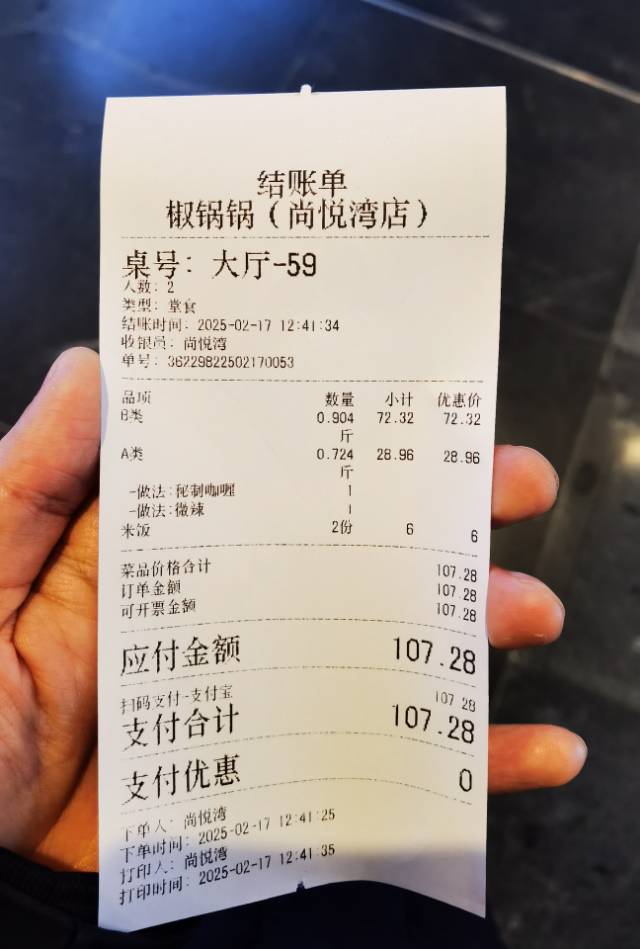 结账单
椒锅锅(尚悦湾店)
桌号: 大厅-59
人数: 2
类型: 堂食
结账时间: 2025-02-17 12:41:34
收银员: 尚悦湾
单号: 36229822502170053
品项 数量 小计 优惠价
B类 0.904 72.32 72.32
斤
A类 0.724 28.96 28.96
斤
-做法:秘制咖喱 1
-做法:微辣 1
米饭 2份 6 6
菜品价格合计 107.28
订单金额 107.28
可开票金额 107.28
应付金额 107.28
扫码支付-支付宝 107.28
支付合计 107.28
支付优惠 0
下单人: 尚悦湾
下单时间: 2025-02-17 12:41:25
打印人: 尚悦湾
打印时间: 2025-02-17 12:41:35